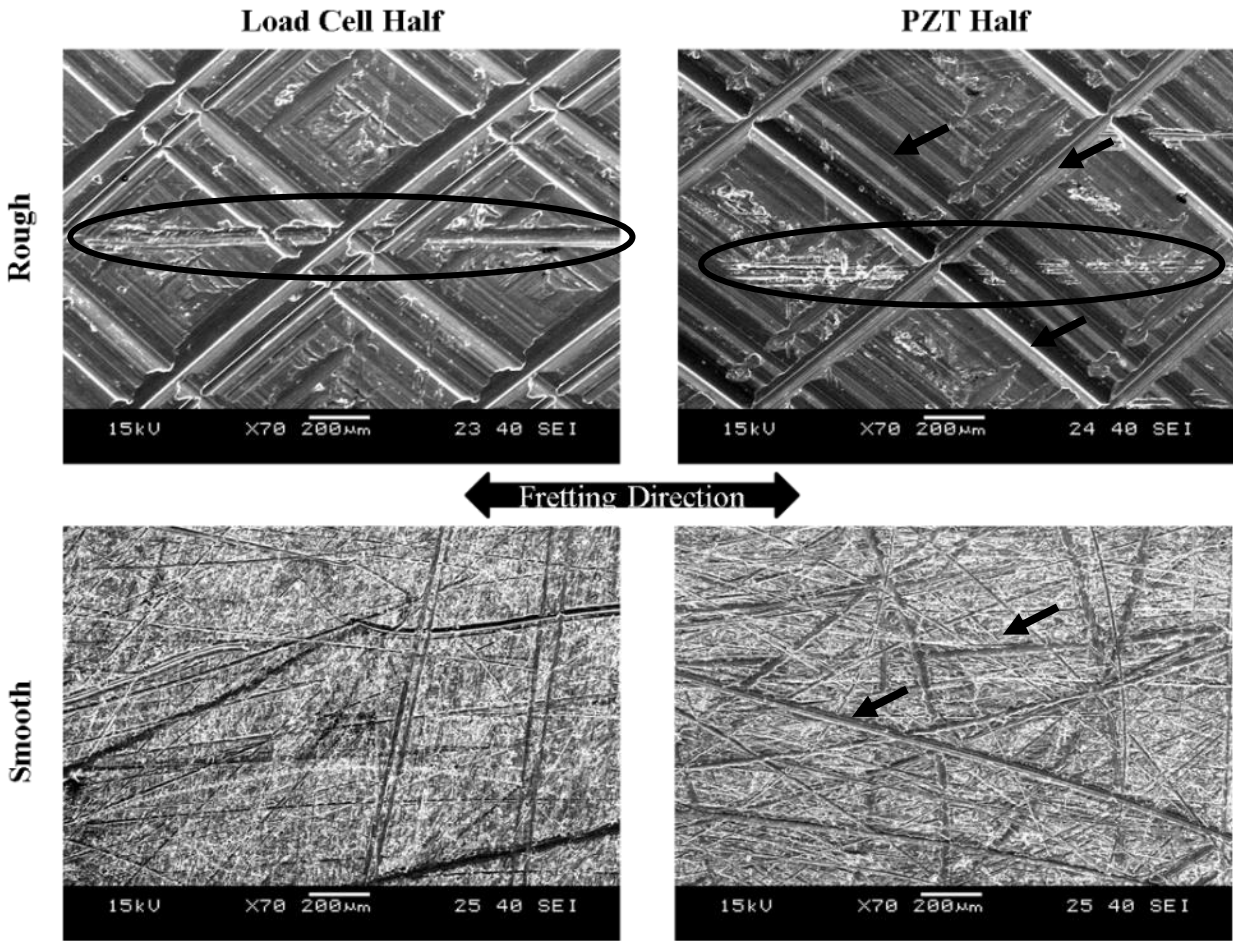 Load Cell Half
PZT Half
Rough
15kV X70 200μm 23 40 SEI
15kV X70 200μm 24 40 SEI
Fretting Direction
Smooth
15kV X70 200μm 25 40 SEI
15kV X70 200μm 25 40 SEI